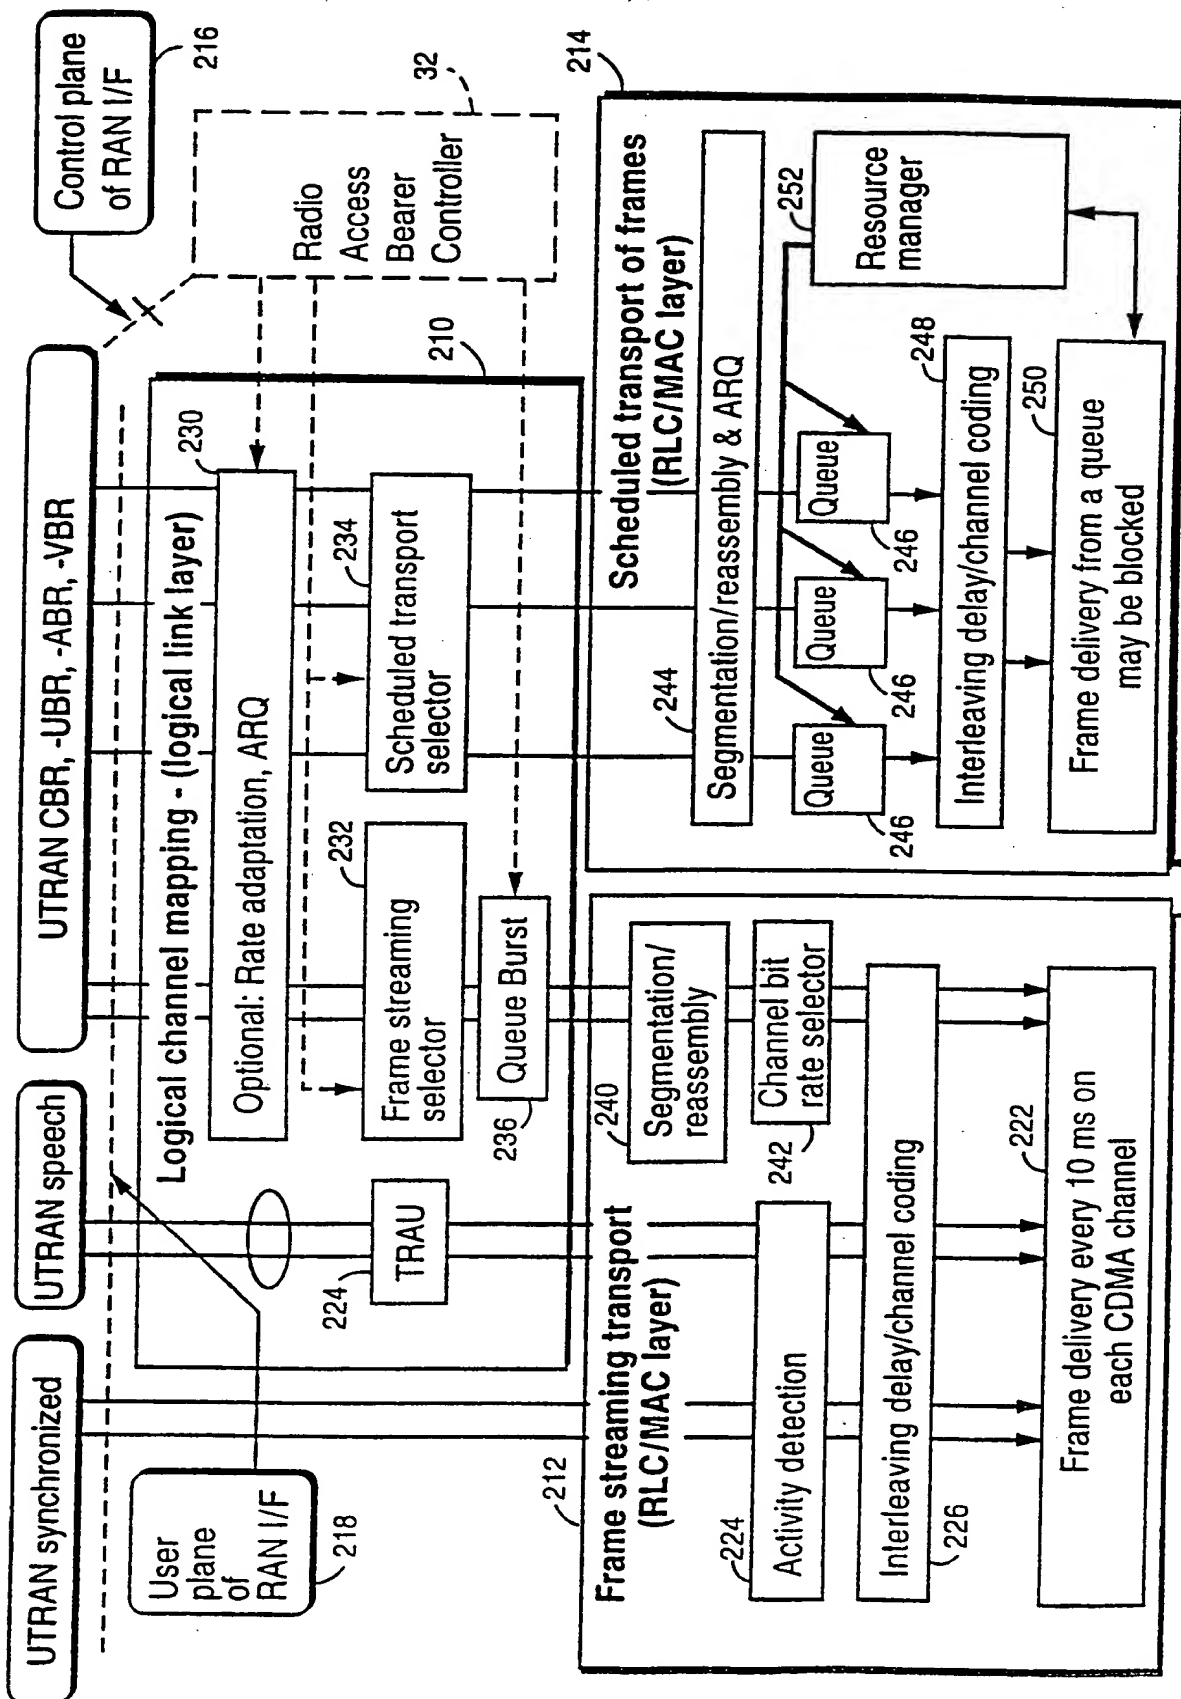 UTRAN synchronized
UTRAN speech
UTRAN CBR, -UBR, -ABR, -VBR
Control plane
of RAN I/F
216
User
plane
of
RAN I/F
218
Logical channel mapping - (logical link layer)
210
Radio
Access
Bearer
Controller
32
Optional: Rate adaptation, ARQ
230
TRAU
224
Frame streaming
selector
232
Scheduled transport
selector
234
Queue Burst
236
212
Frame streaming transport
(RLC/MAC layer)
Segmentation/
reassembly
240
Activity detection
224
Channel bit
rate selector
242
Interleaving delay/channel coding
226
Frame delivery every 10 ms on
each CDMA channel
222
214
Scheduled transport of frames
(RLC/MAC layer)
Segmentation/reassembly & ARQ
244
Queue
246
Queue
246
Queue
246
Resource
manager
252
Interleaving delay/channel coding
248
Frame delivery from a queue
may be blocked
250